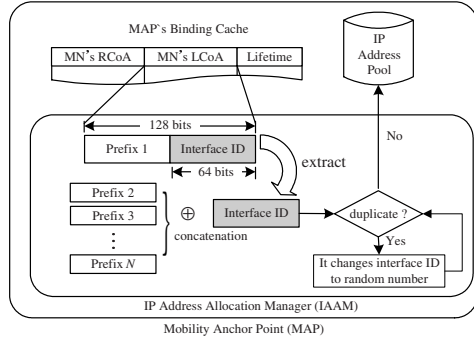 MAP`s Binding Cache
MN's RCoA MN's LCoA Lifetime
IP
Address
Pool
128 bits
Prefix 1 Interface ID
64 bits
extract
No
Prefix 2
Prefix 3
⋮
Prefix N
⊕
concatenation
Interface ID
duplicate ?
Yes
It changes interface ID
to random number
IP Address Allocation Manager (IAAM)
Mobility Anchor Point (MAP)